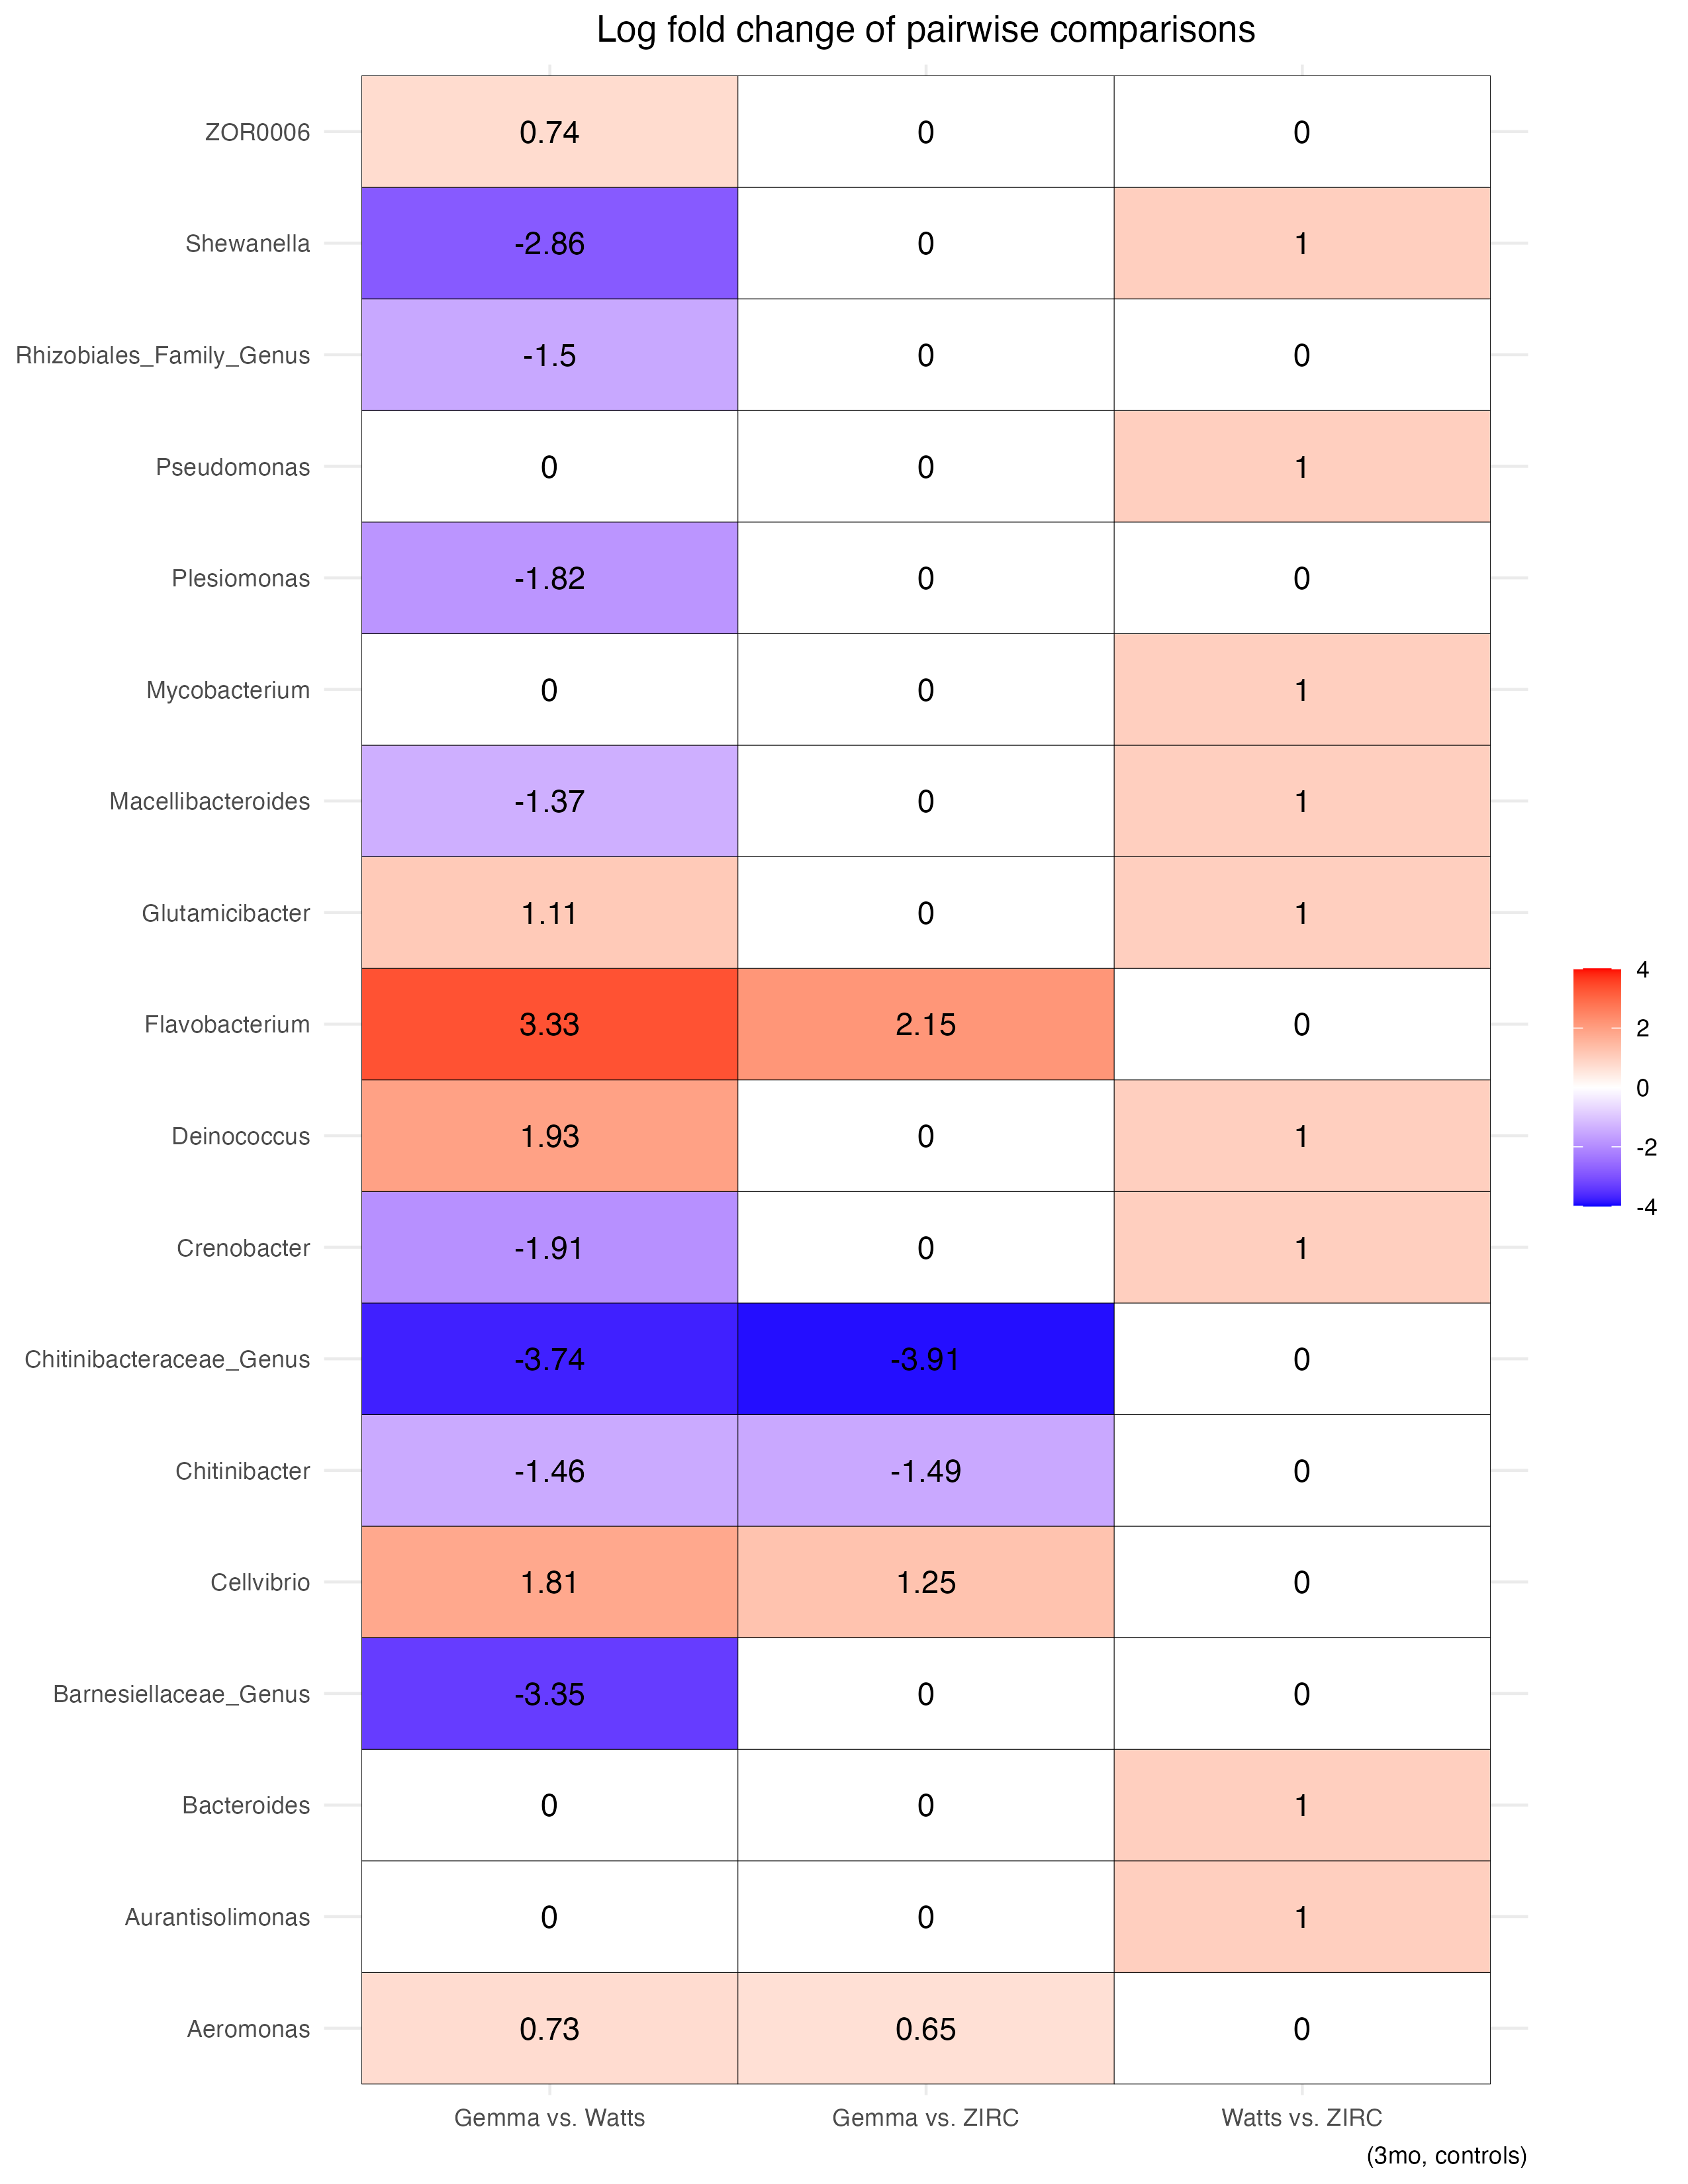 Log fold change of pairwise comparisons
ZOR0006 0.74 0 0
Shewanella -2.86 0 1
Rhizobiales_Family_Genus -1.5 0 0
Pseudomonas 0 0 1
Plesiomonas -1.82 0 0
Mycobacterium 0 0 1
Macellibacteroides -1.37 0 1
Glutamicibacter 1.11 0 1
Flavobacterium 3.33 2.15 0
Deinococcus 1.93 0 1
Crenobacter -1.91 0 1
Chitinibacteraceae_Genus -3.74 -3.91 0
Chitinibacter -1.46 -1.49 0
Cellvibrio 1.81 1.25 0
Barnesiellaceae_Genus -3.35 0 0
Bacteroides 0 0 1
Aurantisolimonas 0 0 1
Aeromonas 0.73 0.65 0
Gemma vs. Watts Gemma vs. ZIRC Watts vs. ZIRC
(3mo, controls)
4
2
0
-2
-4